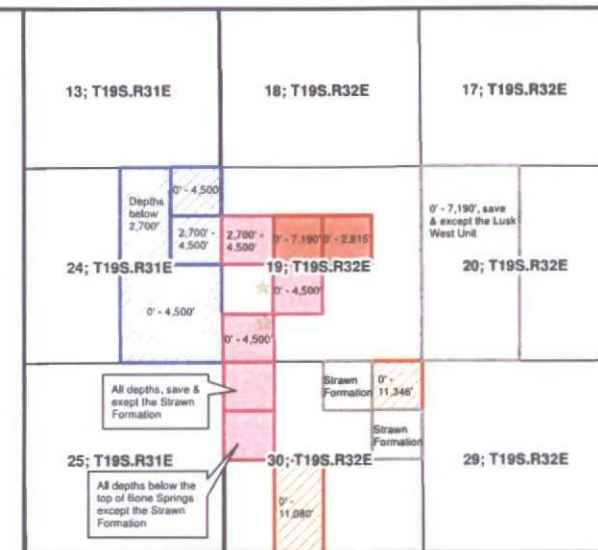 13; T19S.R31E
18; T19S.R32E
17; T19S.R32E
Depths
below
2,700'
0' - 4,500
2,700' -
4,500'
2,700' -
4,500'
0' - 7,190'
0' - 2,815'
0' - 7,190', save
& except the Lusk
West Unit
24; T19S.R31E
19; T19S.R32E
20; T19S.R32E
0' - 4,500'
0' - 4,500'
0' - 4,500'
All depths, save &
exept the Strawn
Formation
Strawn
Formation
0' -
11,346'
Strawn
Formation
25; T19S.R31E
30; T19S.R32E
29; T19S.R32E
All depths below the
top of Bone Springs
except the Strawn
Formation
0' -
11,080'